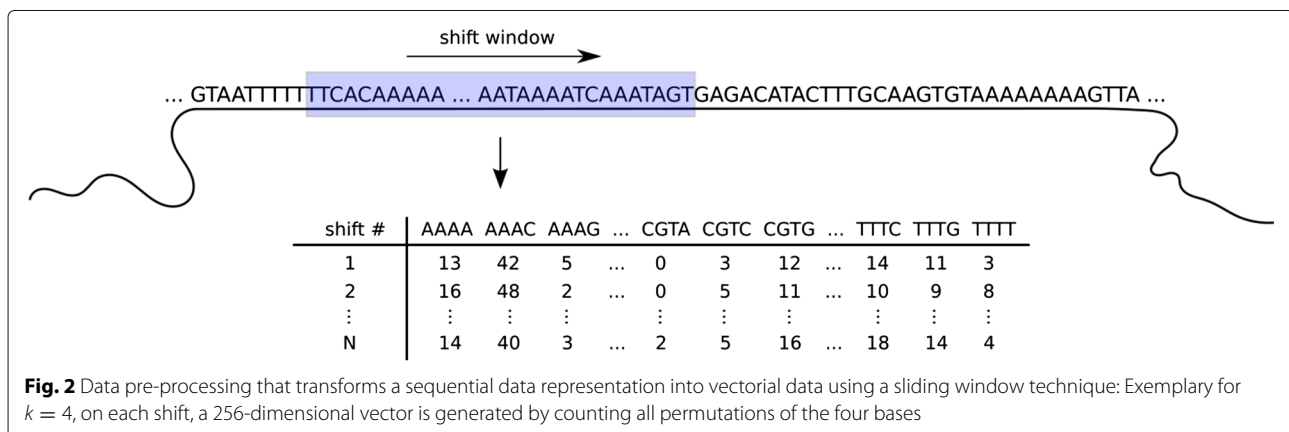 shift window
... GTAATTTTTTTTCACAAAAA ... AATAAAATCAAATAGTGAGACATACTTTGCAAGTGTAAAAAAAAGTTA ...
shift # AAAA AAAC AAAG ... CGTA CGTC CGTG ... TTTC TTTG TTTT
1 13 42 5 ... 0 3 12 ... 14 11 3
2 16 48 2 ... 0 5 11 ... 10 9 8
⋮ ⋮ ⋮ ⋮ ⋮ ⋮ ⋮ ⋮ ⋮ ⋮
N 14 40 3 ... 2 5 16 ... 18 14 4
Fig. 2 Data pre-processing that transforms a sequential data representation into vectorial data using a sliding window technique: Exemplary for
k = 4, on each shift, a 256-dimensional vector is generated by counting all permutations of the four bases